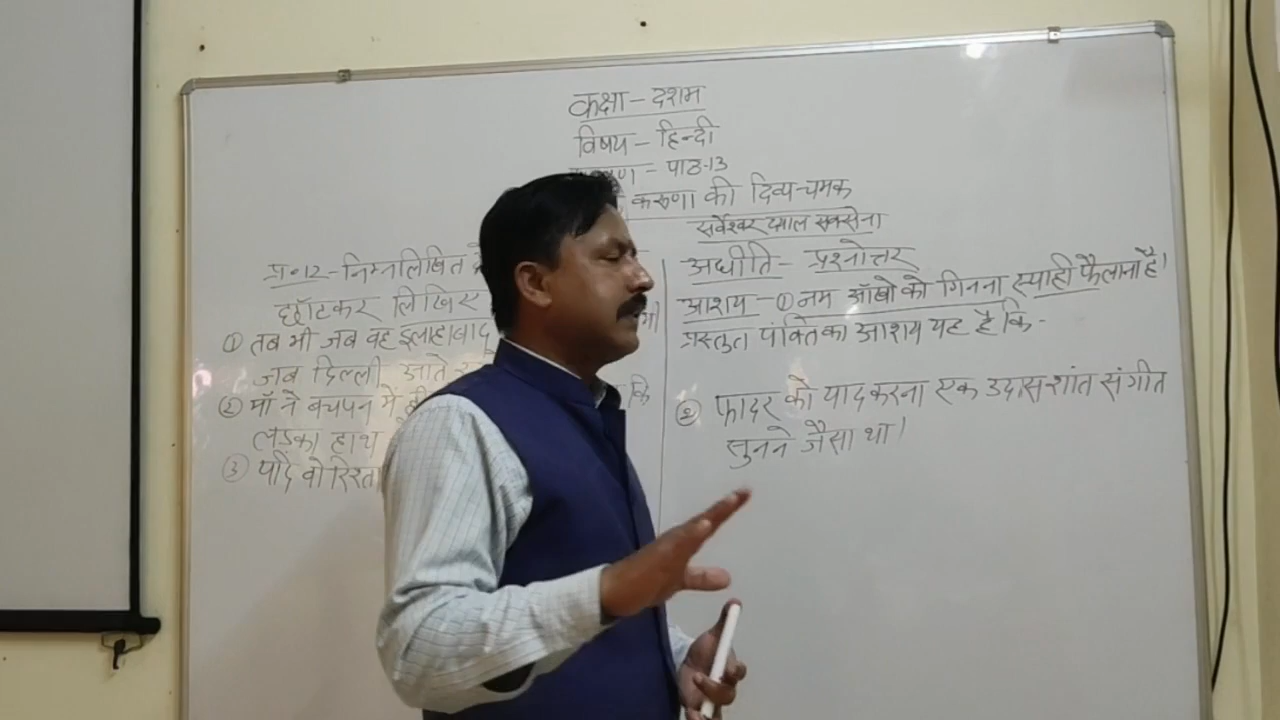 कक्षा - दशम
विषय - हिन्दी
पाठ-13
करूणा की दिव्य-चमक
सर्वेश्वर दयाल सक्सेना
प्र०12 - निम्नलिखित
छाँटकर लिखिए
① तब भी जब वह इलाहाबाद
जब दिल्ली आते
② माँ ने बचपन मे
कि
लड़का हाथ
③ यदि वो रिश्ता
अधीति - प्रश्नोत्तर
आशय - ① नम आँखो को गिनना स्याही फैलाना है।
प्रस्तुत पंक्ति का आशय यह है कि -
② फादर को याद करना एक उदास शांत संगीत
सुनने जैसा था।